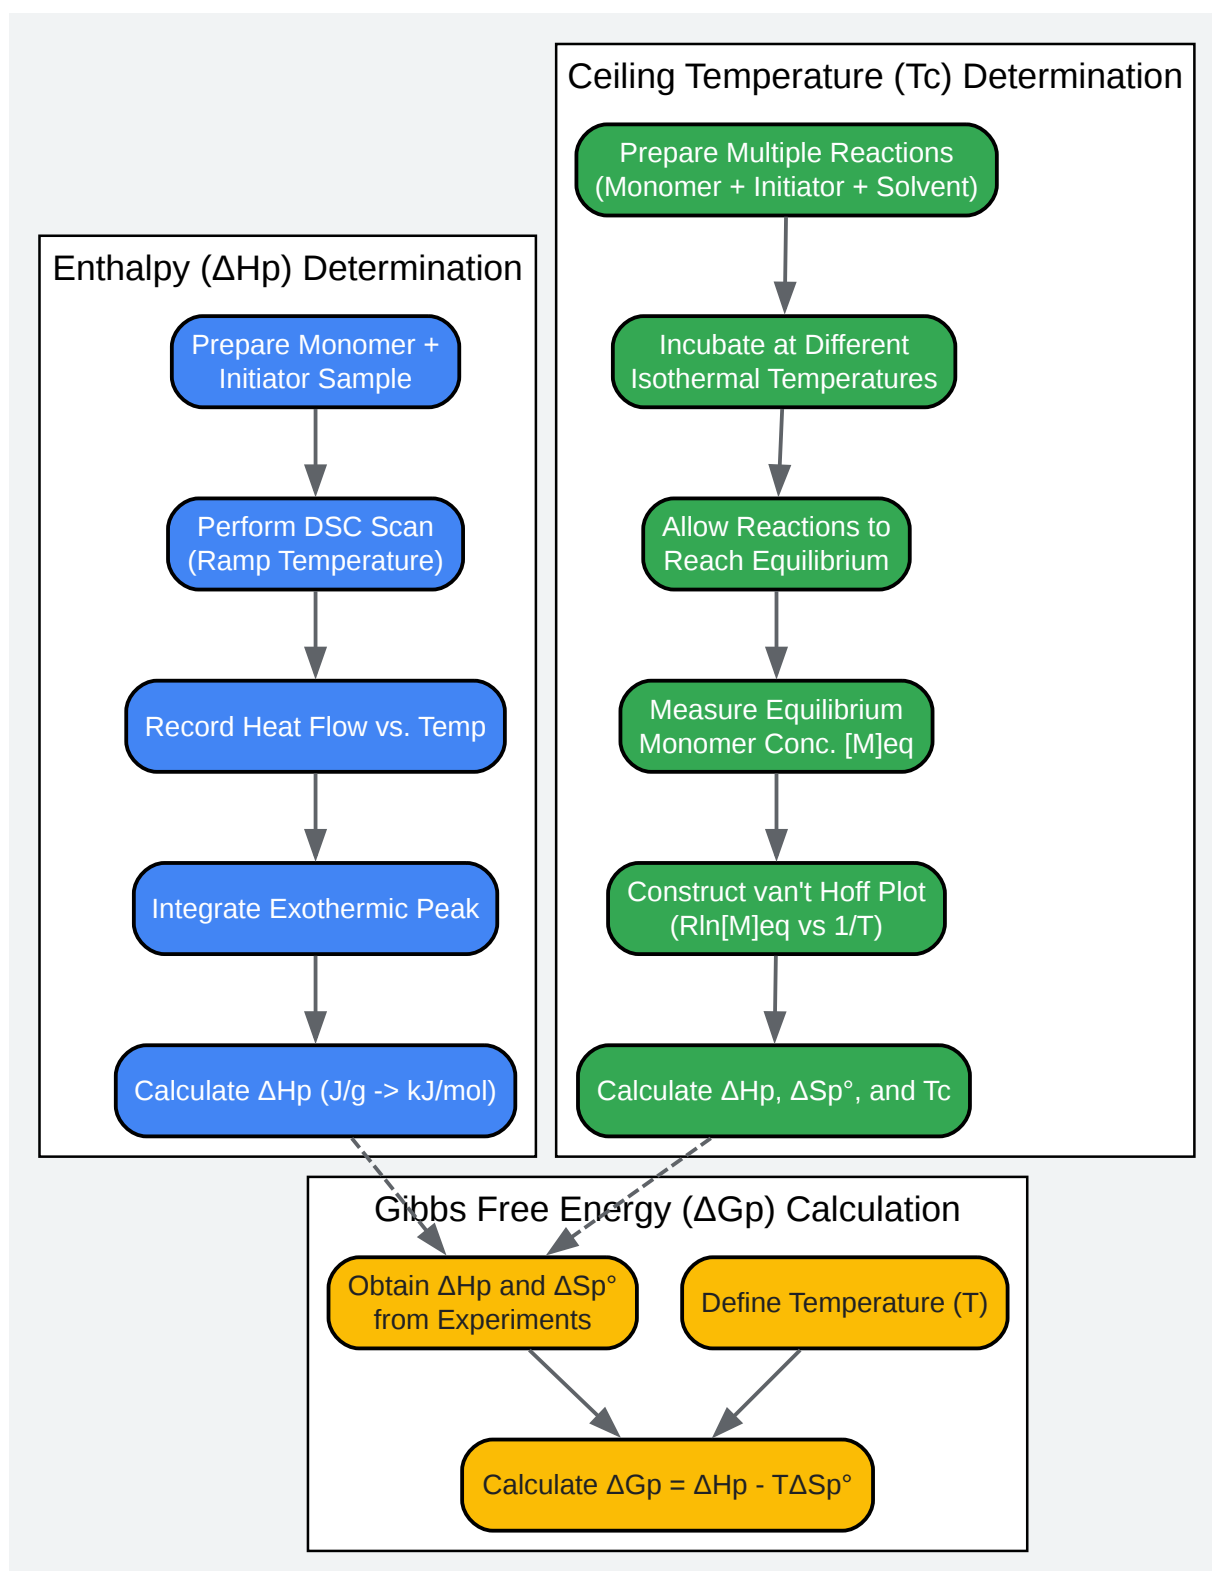 Enthalpy (ΔHp) Determination
Prepare Monomer +
Initiator Sample
Perform DSC Scan
(Ramp Temperature)
Record Heat Flow vs. Temp
Integrate Exothermic Peak
Calculate ΔHp (J/g -> kJ/mol)
Ceiling Temperature (Tc) Determination
Prepare Multiple Reactions
(Monomer + Initiator + Solvent)
Incubate at Different
Isothermal Temperatures
Allow Reactions to
Reach Equilibrium
Measure Equilibrium
Monomer Conc. [M]eq
Construct van't Hoff Plot
(Rln[M]eq vs 1/T)
Calculate ΔHp, ΔSp°, and Tc
Gibbs Free Energy (ΔGp) Calculation
Obtain ΔHp and ΔSp°
from Experiments
Define Temperature (T)
Calculate ΔGp = ΔHp - TΔSp°